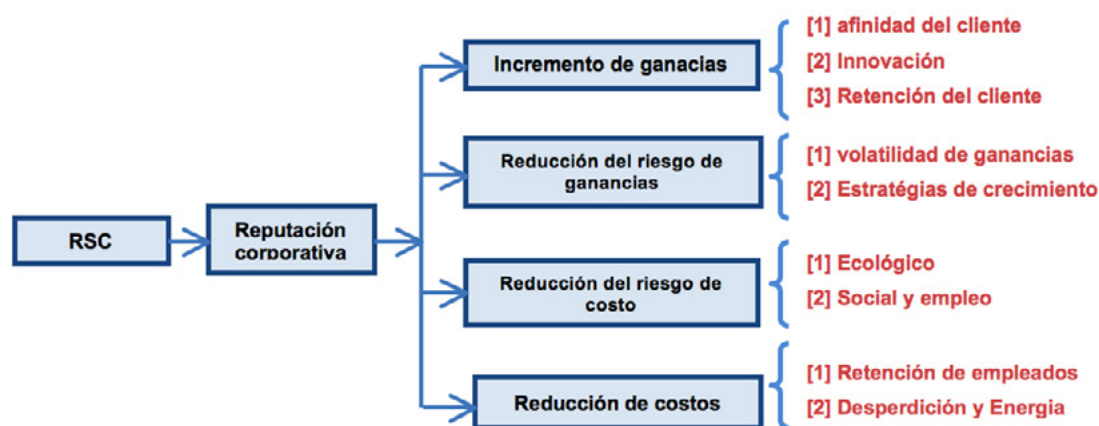 RSC
Reputación
corporativa
Incremento de ganacias
[1] afinidad del cliente
[2] Innovación
[3] Retención del cliente
Reducción del riesgo de
ganancias
[1] volatilidad de ganancias
[2] Estratégias de crecimiento
Reducción del riesgo de
costo
[1] Ecológico
[2] Social y empleo
Reducción de costos
[1] Retención de empleados
[2] Desperdición y Energia